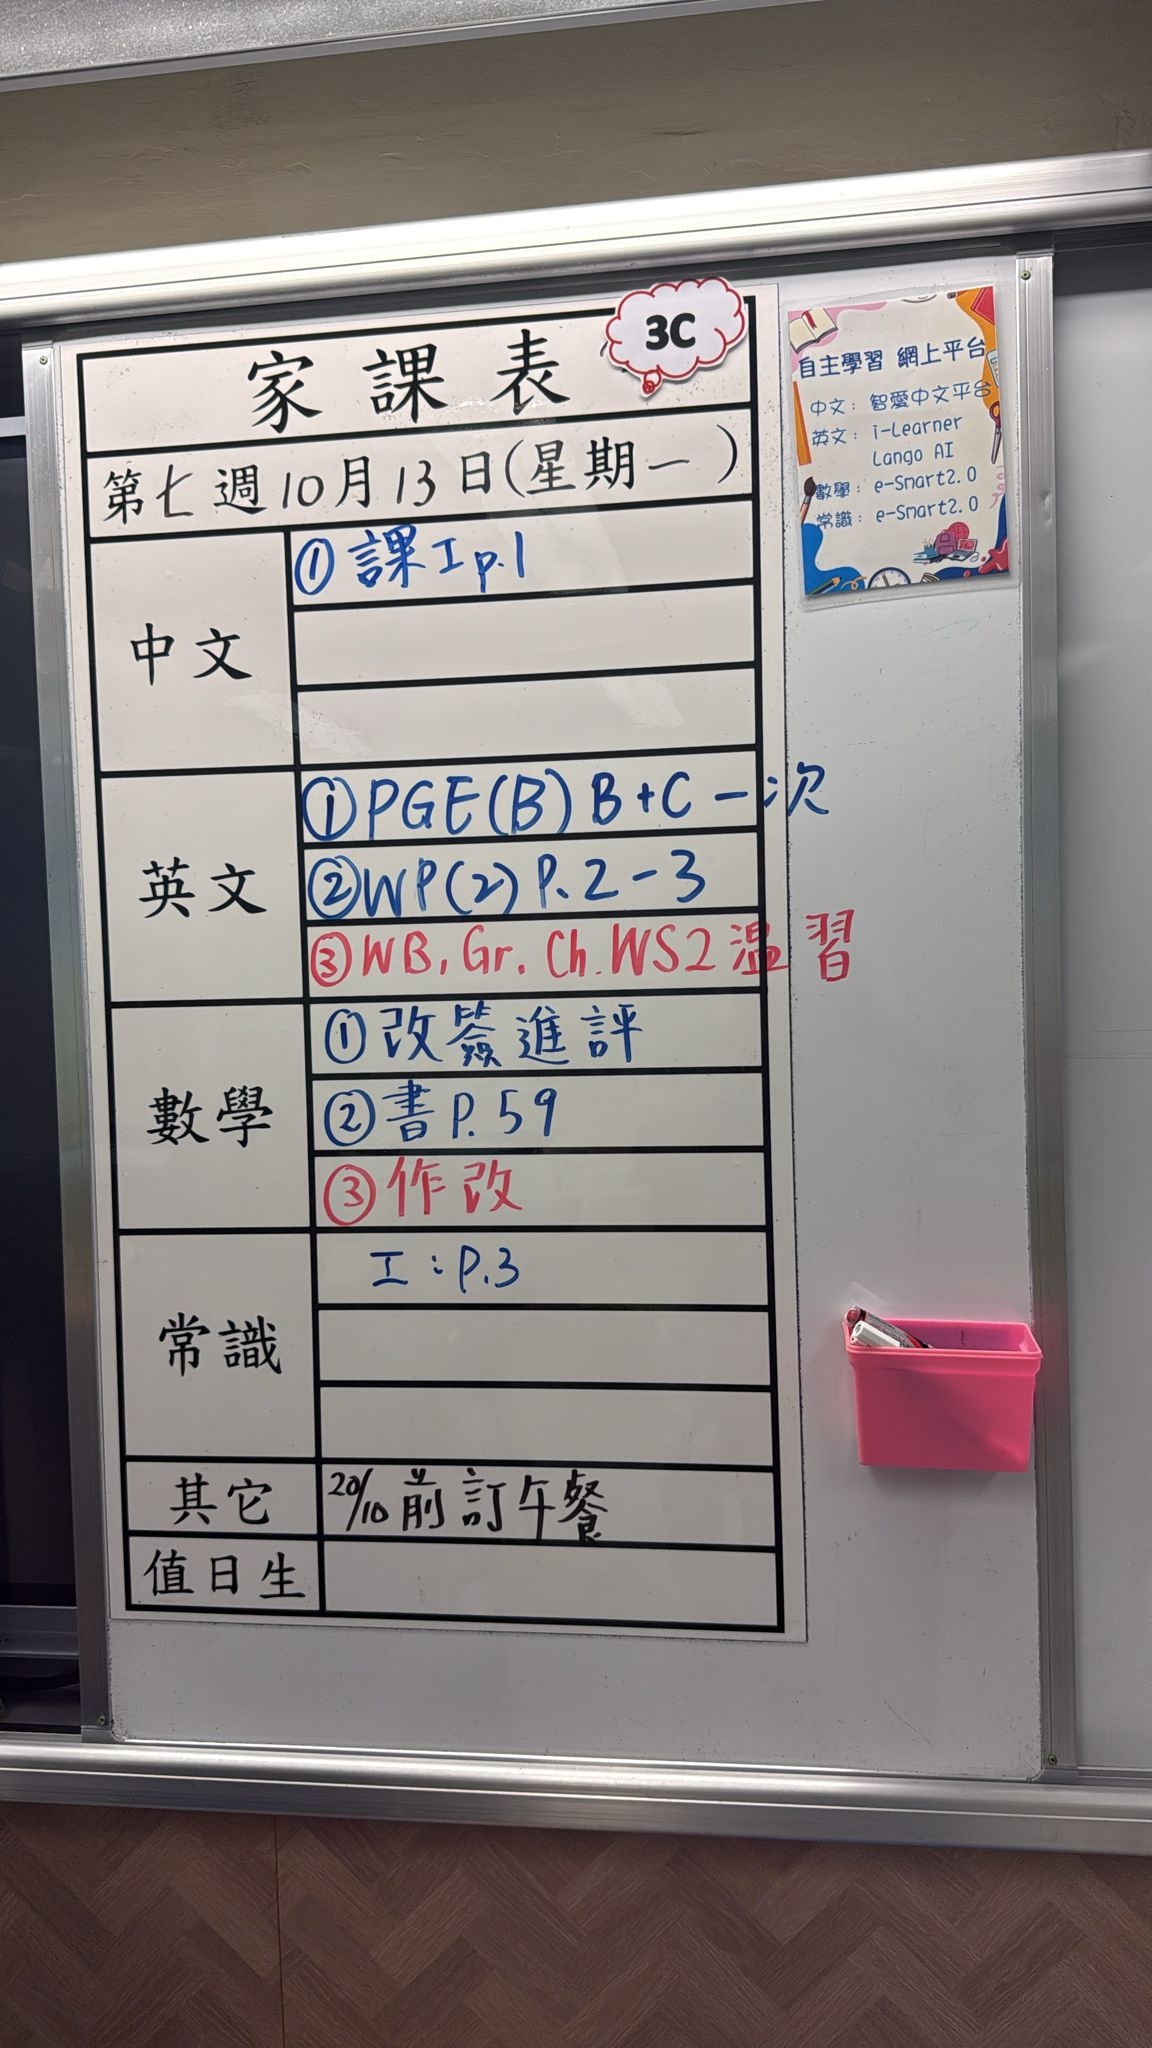 3C
家課表
第七週10月13日(星期一)
中文
①課工p.1
英文
①PGE(B) B+C一次
②WP(2) P.2-3
③WB, Gr. Ch. WS2 溫習
數學
①改簽進評
②書P.59
③作改
常識
工:P.3
其它
20/10前訂午餐
值日生
自主學習 網上平台
中文：智愛中文平台
英文：i-Learner
Lango AI
數學：e-Smart2.0
常識：e-Smart2.0